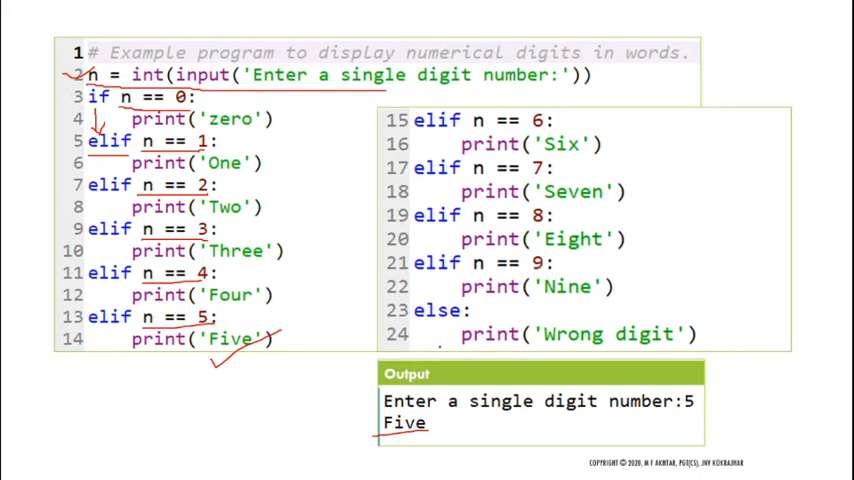 1 # Example program to display numerical digits in words.
2 n = int(input('Enter a single digit number:'))
3 if n == 0:
4 print('zero')
5 elif n == 1:
6 print('One')
7 elif n == 2:
8 print('Two')
9 elif n == 3:
10 print('Three')
11 elif n == 4:
12 print('Four')
13 elif n == 5:
14 print('Five')
15 elif n == 6:
16 print('Six')
17 elif n == 7:
18 print('Seven')
19 elif n == 8:
20 print('Eight')
21 elif n == 9:
22 print('Nine')
23 else:
24 print('Wrong digit')
Output
Enter a single digit number:5
Five
COPYRIGHT © 2020, M F AKHTAR, PGT(CS), JNV KOKRAJHAR